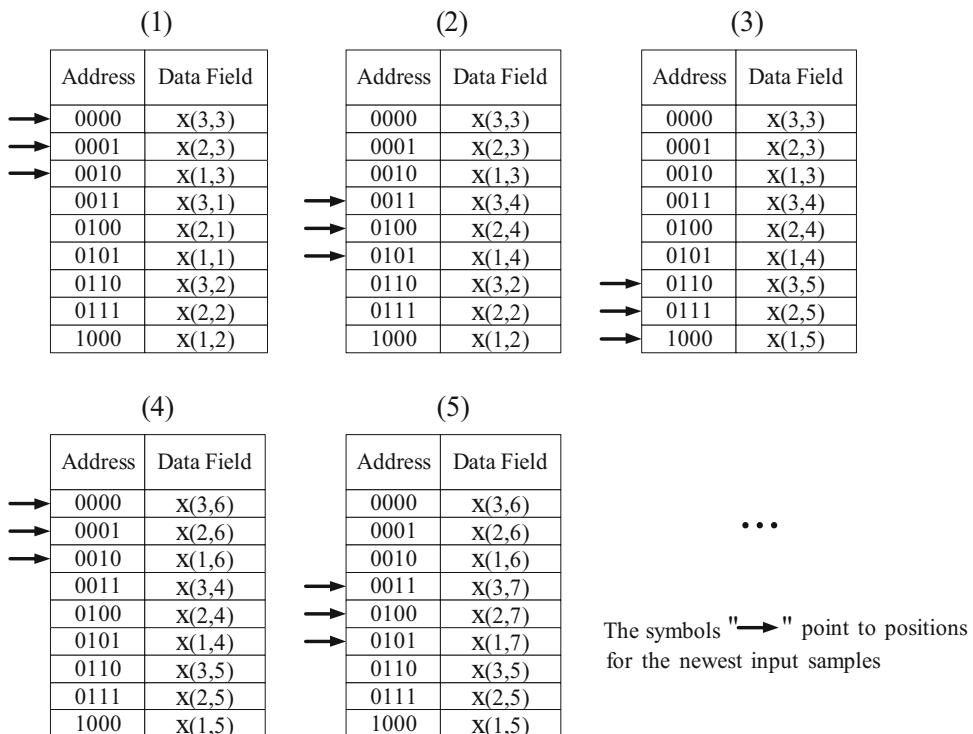 (1) (2) (3)
Address Data Field Address Data Field Address Data Field
0000 X(3,3) 0000 X(3,3) 0000 X(3,3)
0001 X(2,3) 0001 X(2,3) 0001 X(2,3)
0010 X(1,3) 0010 X(1,3) 0010 X(1,3)
0011 X(3,1) 0011 X(3,4) 0011 X(3,4)
0100 X(2,1) 0100 X(2,4) 0100 X(2,4)
0101 X(1,1) 0101 X(1,4) 0101 X(1,4)
0110 X(3,2) 0110 X(3,2) 0110 X(3,5)
0111 X(2,2) 0111 X(2,2) 0111 X(2,5)
1000 X(1,2) 1000 X(1,2) 1000 X(1,5)
(4) (5)
Address Data Field Address Data Field
0000 X(3,6) 0000 X(3,6)
0001 X(2,6) 0001 X(2,6) ...
0010 X(1,6) 0010 X(1,6)
0011 X(3,4) 0011 X(3,7)
0100 X(2,4) 0100 X(2,7)
0101 X(1,4) 0101 X(1,7) The symbols "→" point to positions
0110 X(3,5) 0110 X(3,5) for the newest input samples
0111 X(2,5) 0111 X(2,5)
1000 X(1,5) 1000 X(1,5)